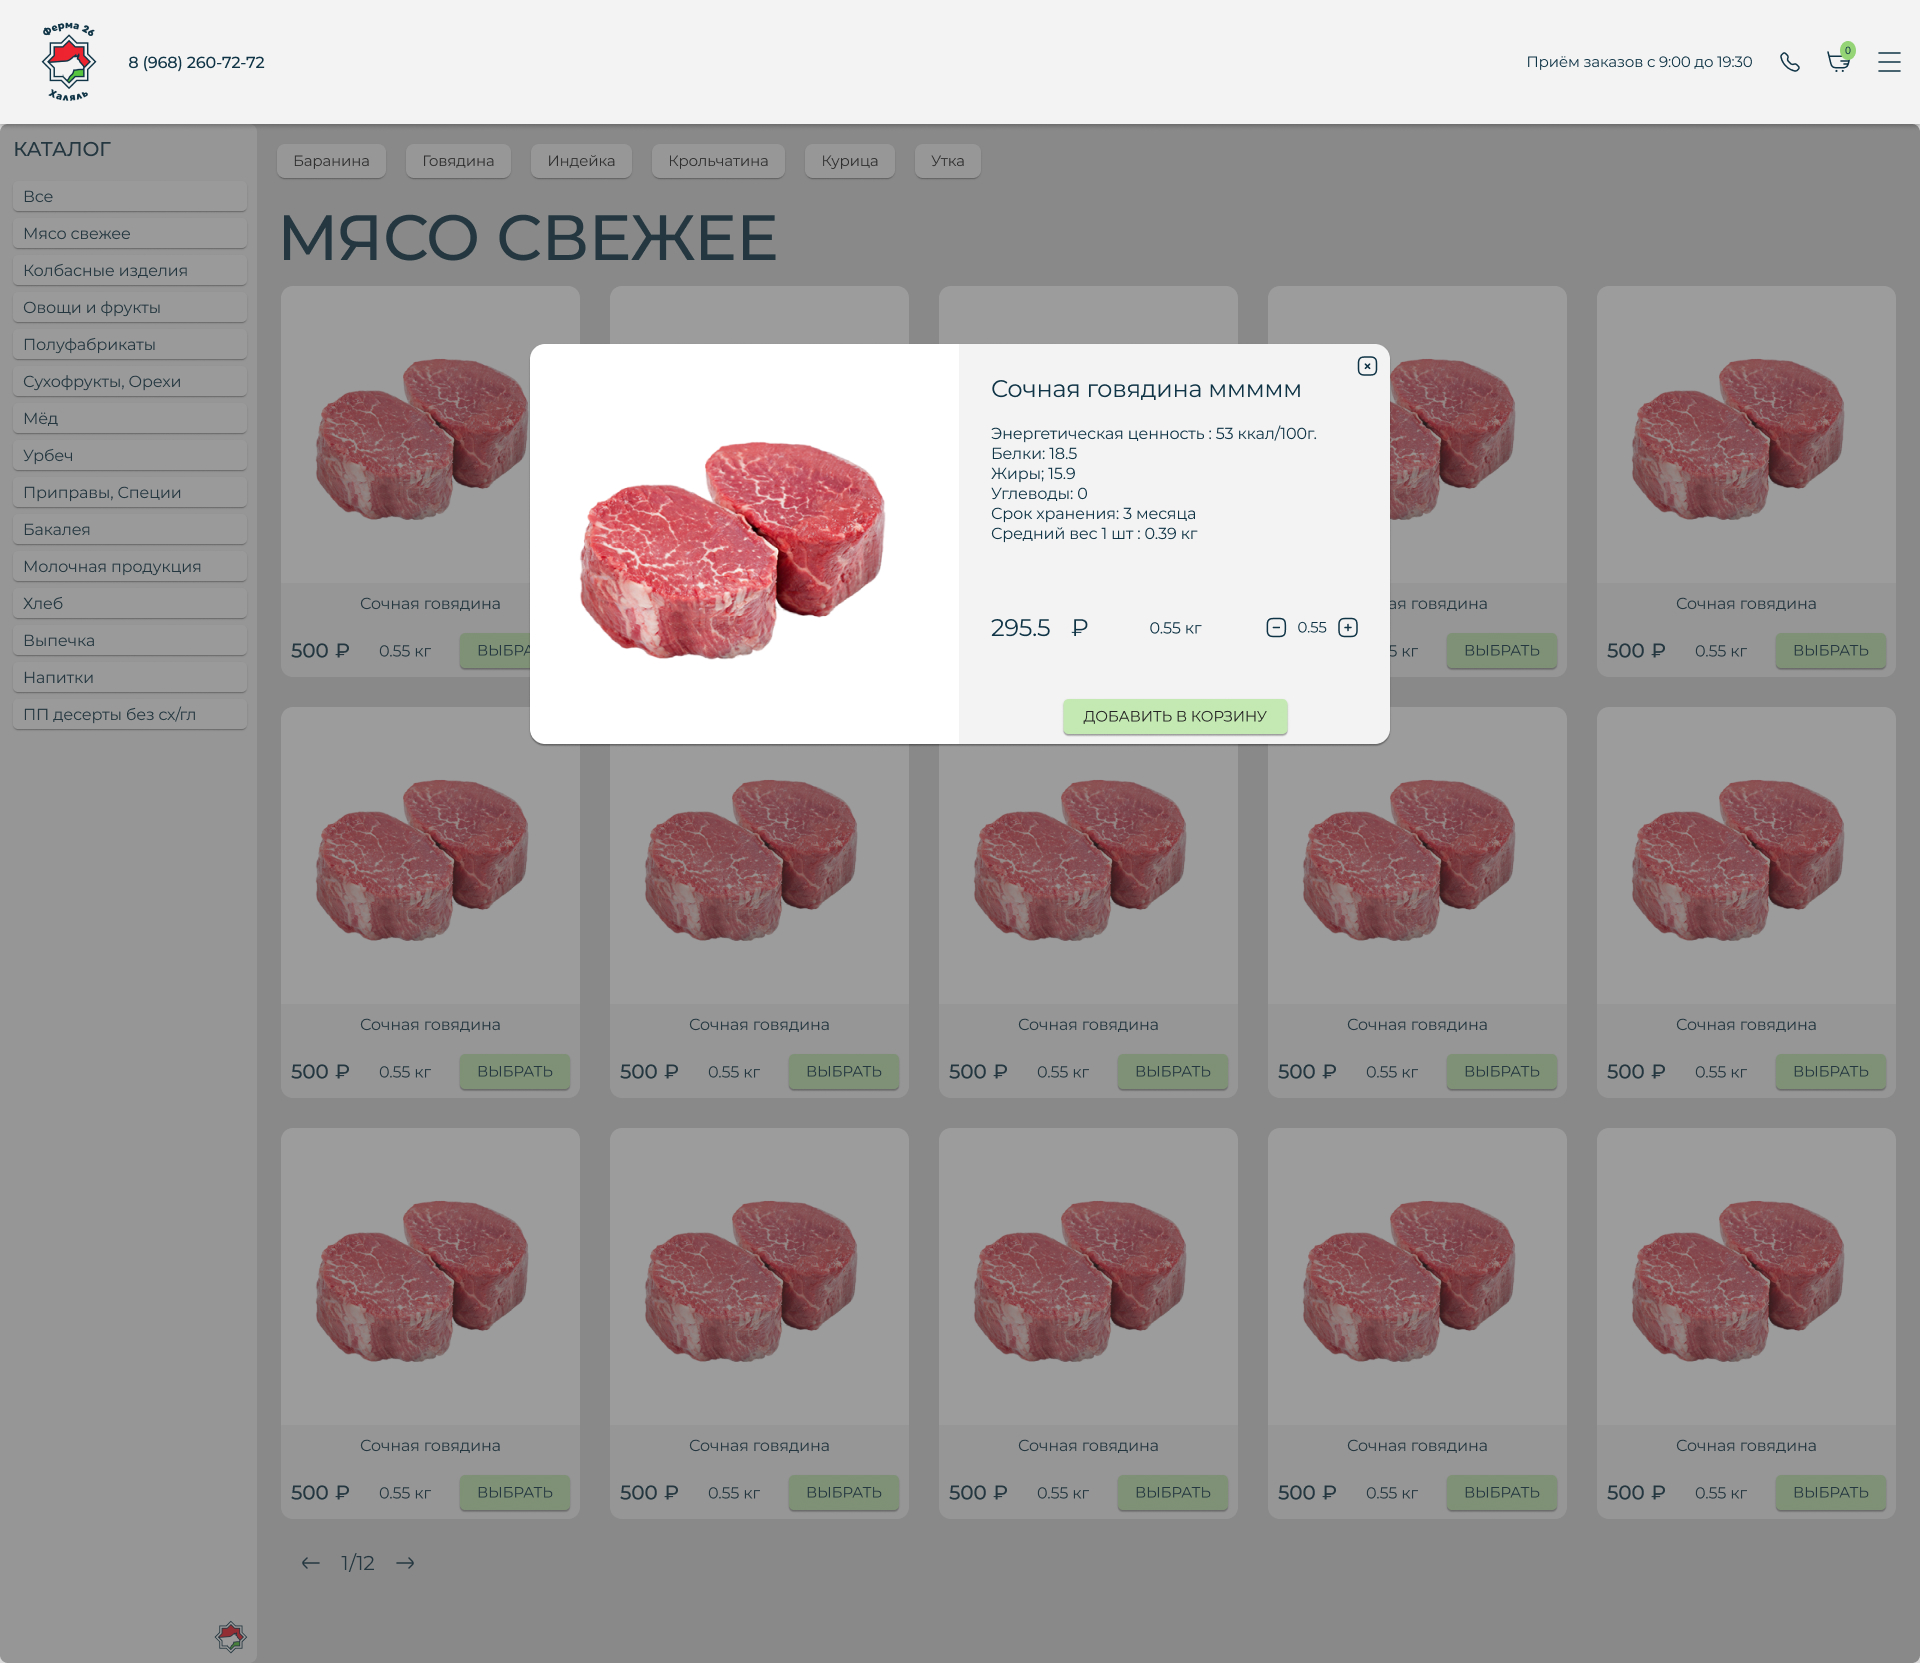 Ферма 26
Халяль
8 (968) 260-72-72
Приём заказов с 9:00 до 19:30
0
КАТАЛОГ
Все
Мясо свежее
Колбасные изделия
Овощи и фрукты
Полуфабрикаты
Сухофрукты, Орехи
Мёд
Урбеч
Приправы, Специи
Бакалея
Молочная продукция
Хлеб
Выпечка
Напитки
ПП десерты без сх/гл
Баранина Говядина Индейка Крольчатина Курица Утка
МЯСО СВЕЖЕЕ
Сочная говядина ммммм
Энергетическая ценность : 53 ккал/100г.
Белки: 18.5
Жиры; 15.9
Углеводы: 0
Срок хранения: 3 месяца
Средний вес 1 шт : 0.39 кг
295.5 ₽ 0.55 кг 0.55
ДОБАВИТЬ В КОРЗИНУ
Сочная говядина говядина Сочная говядина
500 ₽ 0.55 кг кг ВЫБРАТЬ 500 ₽ 0.55 кг ВЫБРАТЬ
Сочная говядина Сочная говядина Сочная говядина Сочная говядина Сочная говядина
500 ₽ 0.55 кг ВЫБРАТЬ 500 ₽ 0.55 кг ВЫБРАТЬ 500 ₽ 0.55 кг ВЫБРАТЬ 500 ₽ 0.55 кг ВЫБРАТЬ 500 ₽ 0.55 кг ВЫБРАТЬ
Сочная говядина Сочная говядина Сочная говядина Сочная говядина Сочная говядина
500 ₽ 0.55 кг ВЫБРАТЬ 500 ₽ 0.55 кг ВЫБРАТЬ 500 ₽ 0.55 кг ВЫБРАТЬ 500 ₽ 0.55 кг ВЫБРАТЬ 500 ₽ 0.55 кг ВЫБРАТЬ
1/12